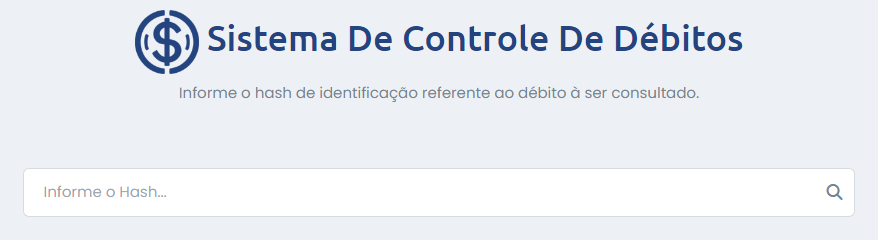 Sistema De Controle De Débitos
Informe o hash de identificação referente ao débito à ser consultado.
Informe o Hash...